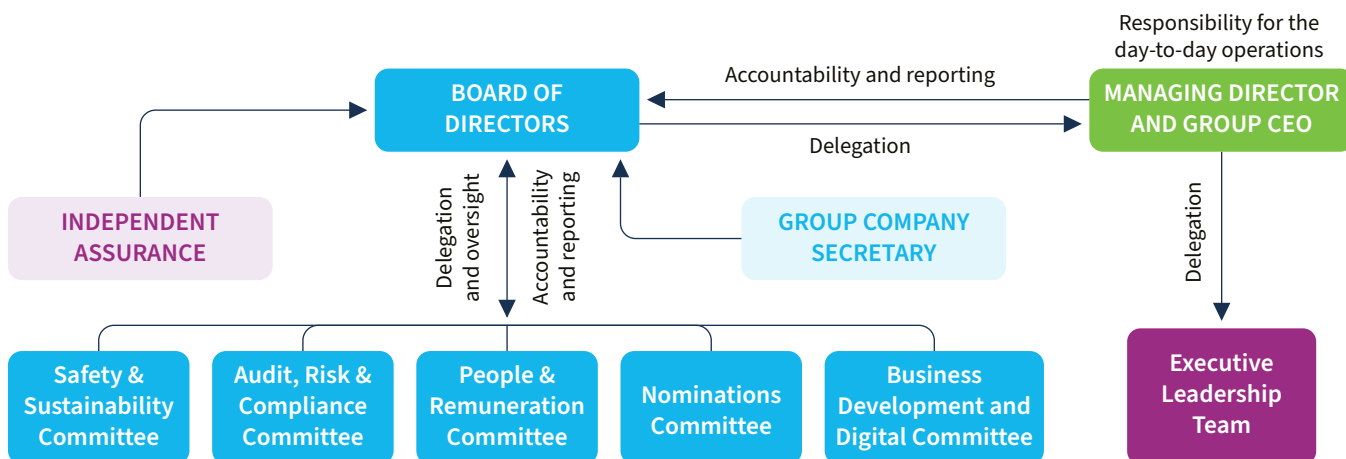 Responsibility for the
day-to-day operations
BOARD OF
DIRECTORS
Accountability and reporting
Delegation
MANAGING DIRECTOR
AND GROUP CEO
INDEPENDENT
ASSURANCE
Delegation
and oversight
Accountability
and reporting
GROUP COMPANY
SECRETARY
Delegation
Safety &
Sustainability
Committee
Audit, Risk &
Compliance
Committee
People &
Remuneration
Committee
Nominations
Committee
Business
Development and
Digital Committee
Executive
Leadership
Team